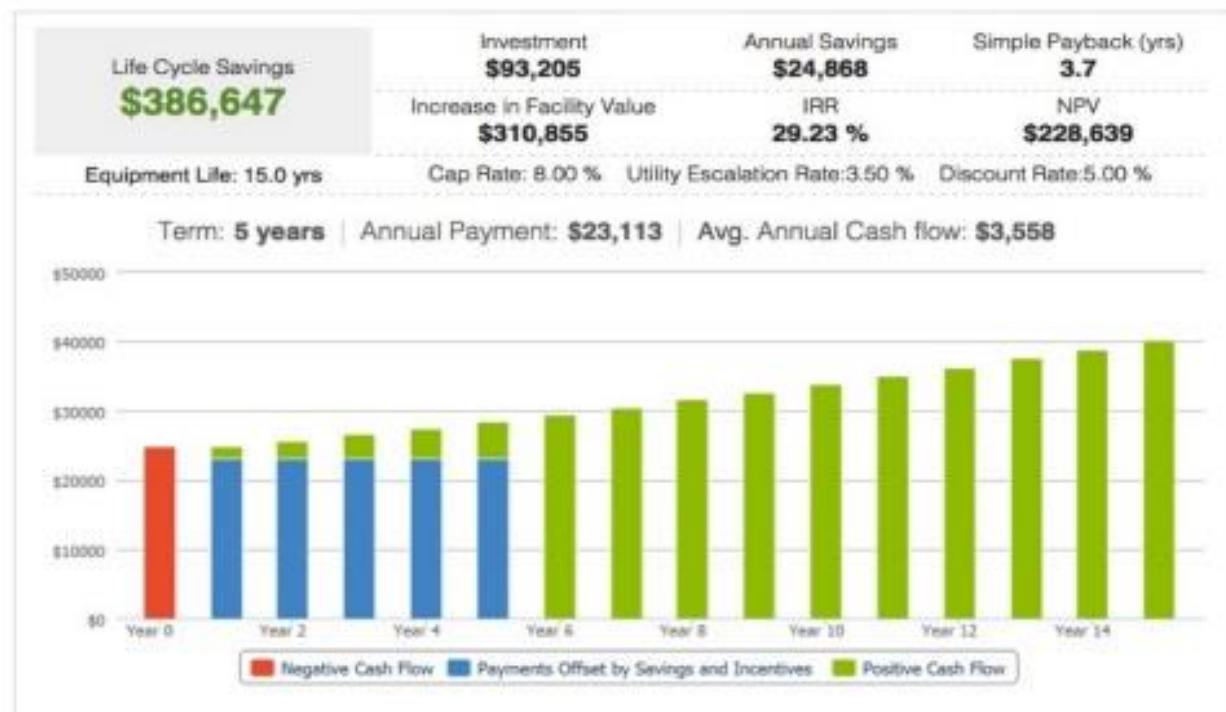 Life Cycle Savings
$386,647
Investment
$93,205
Annual Savings
$24,868
Simple Payback (yrs)
3.7
Increase in Facility Value
$310,855
IRR
29.23 %
NPV
$228,639
Equipment Life: 15.0 yrs
Cap Rate: 8.00 %
Utility Escalation Rate:3.50 %
Discount Rate:5.00 %
Term: 5 years | Annual Payment: $23,113 | Avg. Annual Cash flow: $3,558
$50000
$40000
$30000
$20000
$10000
$0
Year 0 Year 2 Year 4 Year 6 Year 8 Year 10 Year 12 Year 14
Negative Cash Flow Payments Offset by Savings and Incentives Positive Cash Flow